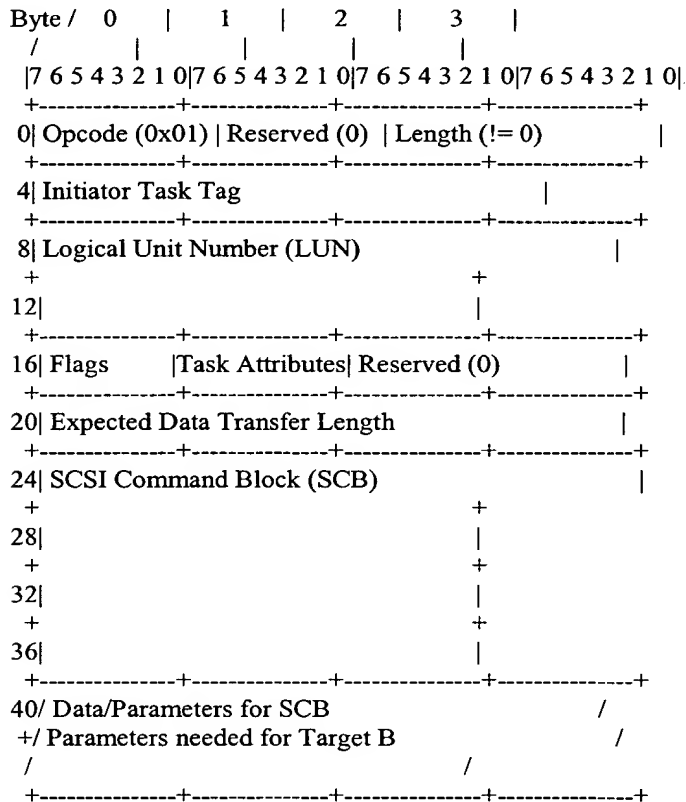 Byte / 0 | 1 | 2 | 3 |
/ | | | |
|7 6 5 4 3 2 1 0|7 6 5 4 3 2 1 0|7 6 5 4 3 2 1 0|7 6 5 4 3 2 1 0|
+---------------+---------------+---------------+---------------+
0| Opcode (0x01) | Reserved (0) | Length (!= 0) |
+---------------+---------------+---------------+---------------+
4| Initiator Task Tag |
+---------------+---------------+---------------+---------------+
8| Logical Unit Number (LUN) |
+ +
12| |
+---------------+---------------+---------------+---------------+
16| Flags |Task Attributes| Reserved (0) |
+---------------+---------------+---------------+---------------+
20| Expected Data Transfer Length |
+---------------+---------------+---------------+---------------+
24| SCSI Command Block (SCB) |
+ +
28| |
+ +
32| |
+ +
36| |
+---------------+---------------+---------------+---------------+
40/ Data/Parameters for SCB /
+/ Parameters needed for Target B /
/ /
+---------------+---------------+---------------+---------------+